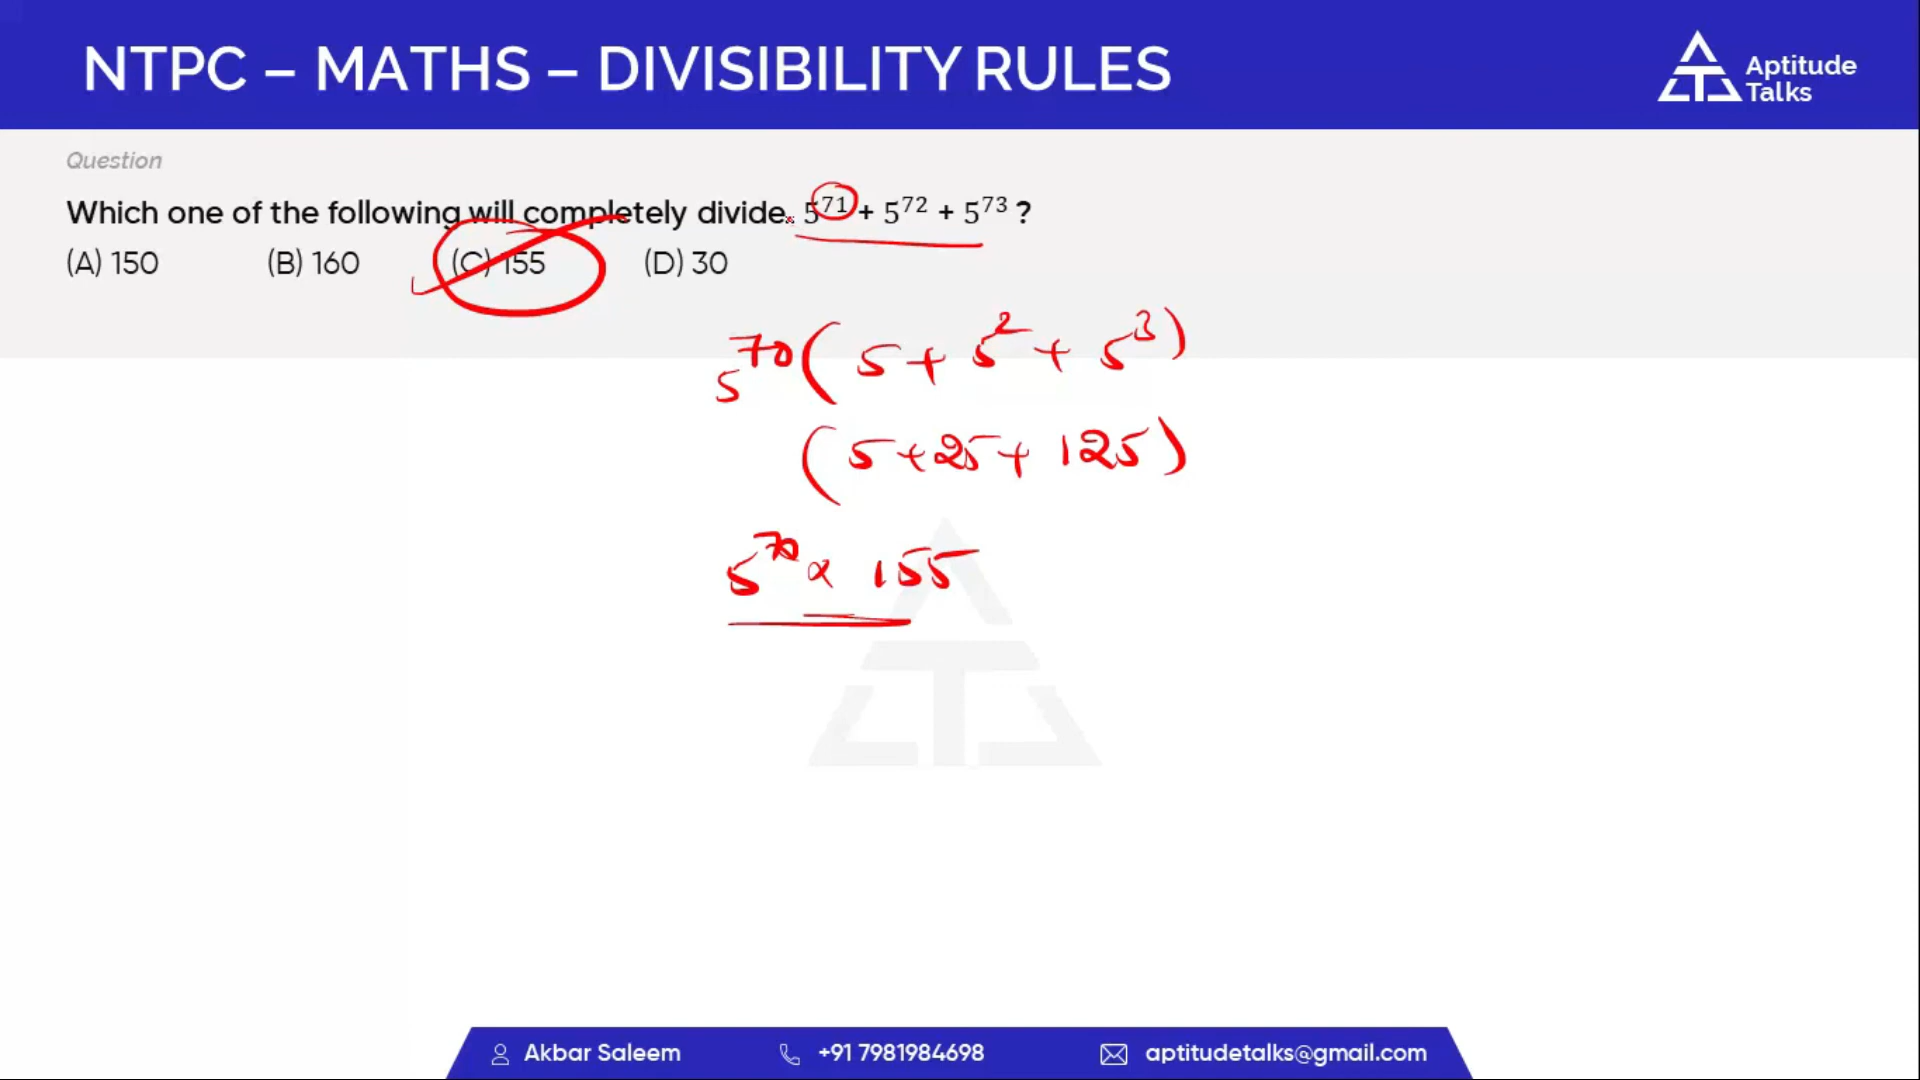 NTPC – MATHS – DIVISIBILITY RULES
Aptitude
Talks
Question
Which one of the following will completely divide. 5⁷¹ + 5⁷² + 5⁷³ ?
(A) 150 (B) 160 (C) 155 (D) 30
5⁷⁰ ( 5 + 5² + 5³ )
( 5 + 25 + 125 )
5⁷⁰ × 155
Akbar Saleem +91 7981984698 aptitudetalks@gmail.com